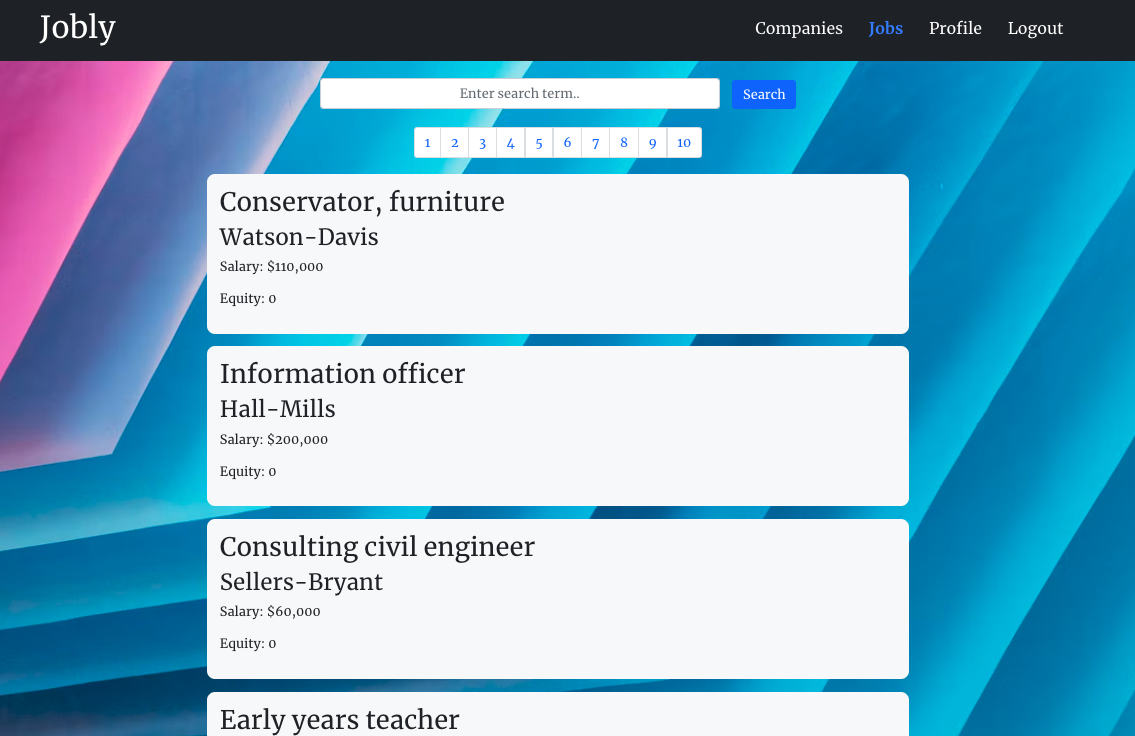 Jobly Companies Jobs Profile Logout
Enter search term.. Search
1 2 3 4 5 6 7 8 9 10
Conservator, furniture
Watson-Davis
Salary: $110,000
Equity: 0
Information officer
Hall-Mills
Salary: $200,000
Equity: 0
Consulting civil engineer
Sellers-Bryant
Salary: $60,000
Equity: 0
Early years teacher